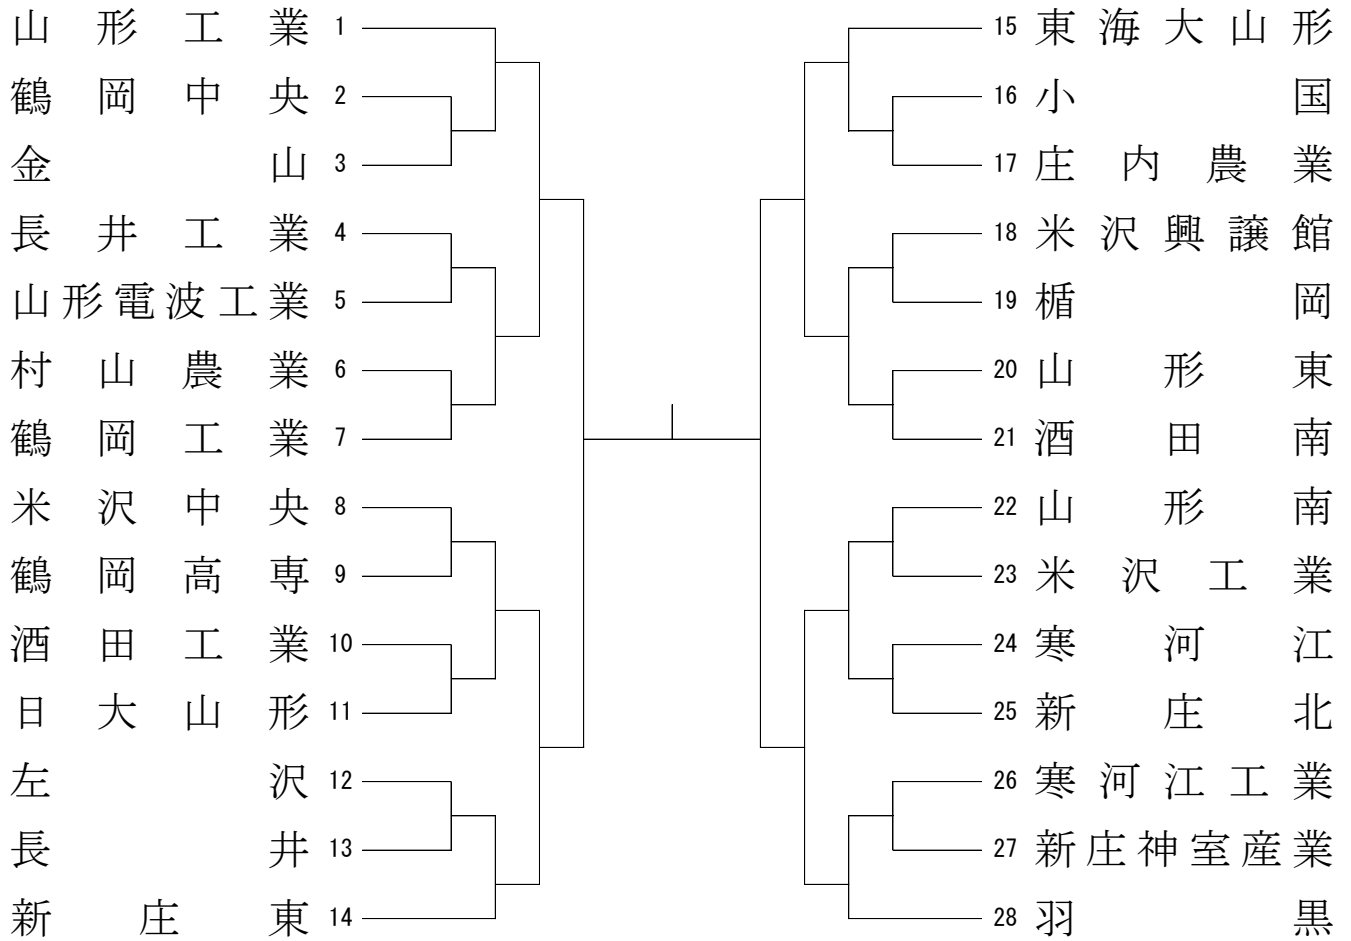 山形工業 1
鶴岡中央 2
金山 3
長井工業 4
山形電波工業 5
村山農業 6
鶴岡工業 7
米沢中央 8
鶴岡高専 9
酒田工業 10
日大山形 11
左沢 12
長井 13
新庄東 14
15 東海大山形
16 小国
17 庄内農業
18 米沢興譲館
19 楯岡
20 山形東
21 酒田南
22 山形南
23 米沢工業
24 寒河江
25 新庄北
26 寒河江工業
27 新庄神室産業
28 羽黒